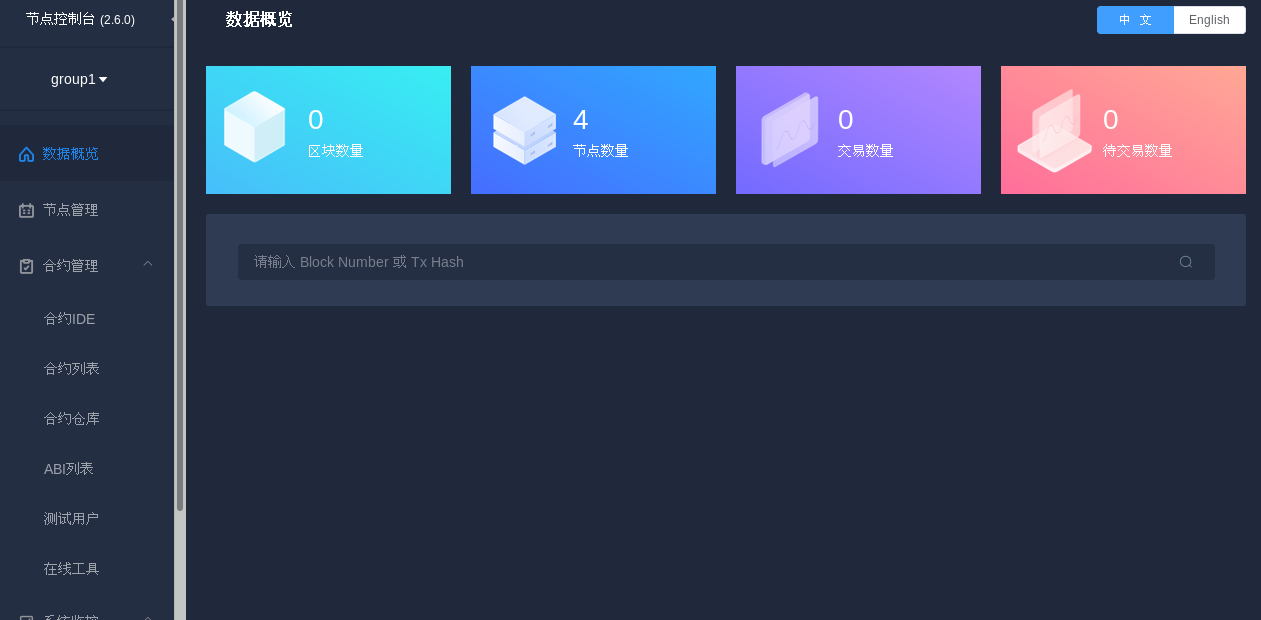 节点控制台 (2.6.0)
group1
数据概览
节点管理
合约管理
合约IDE
合约列表
合约仓库
ABI列表
测试用户
在线工具
系统监控
数据概览
中 文
English
0
区块数量
4
节点数量
0
交易数量
0
待交易数量
请输入 Block Number 或 Tx Hash